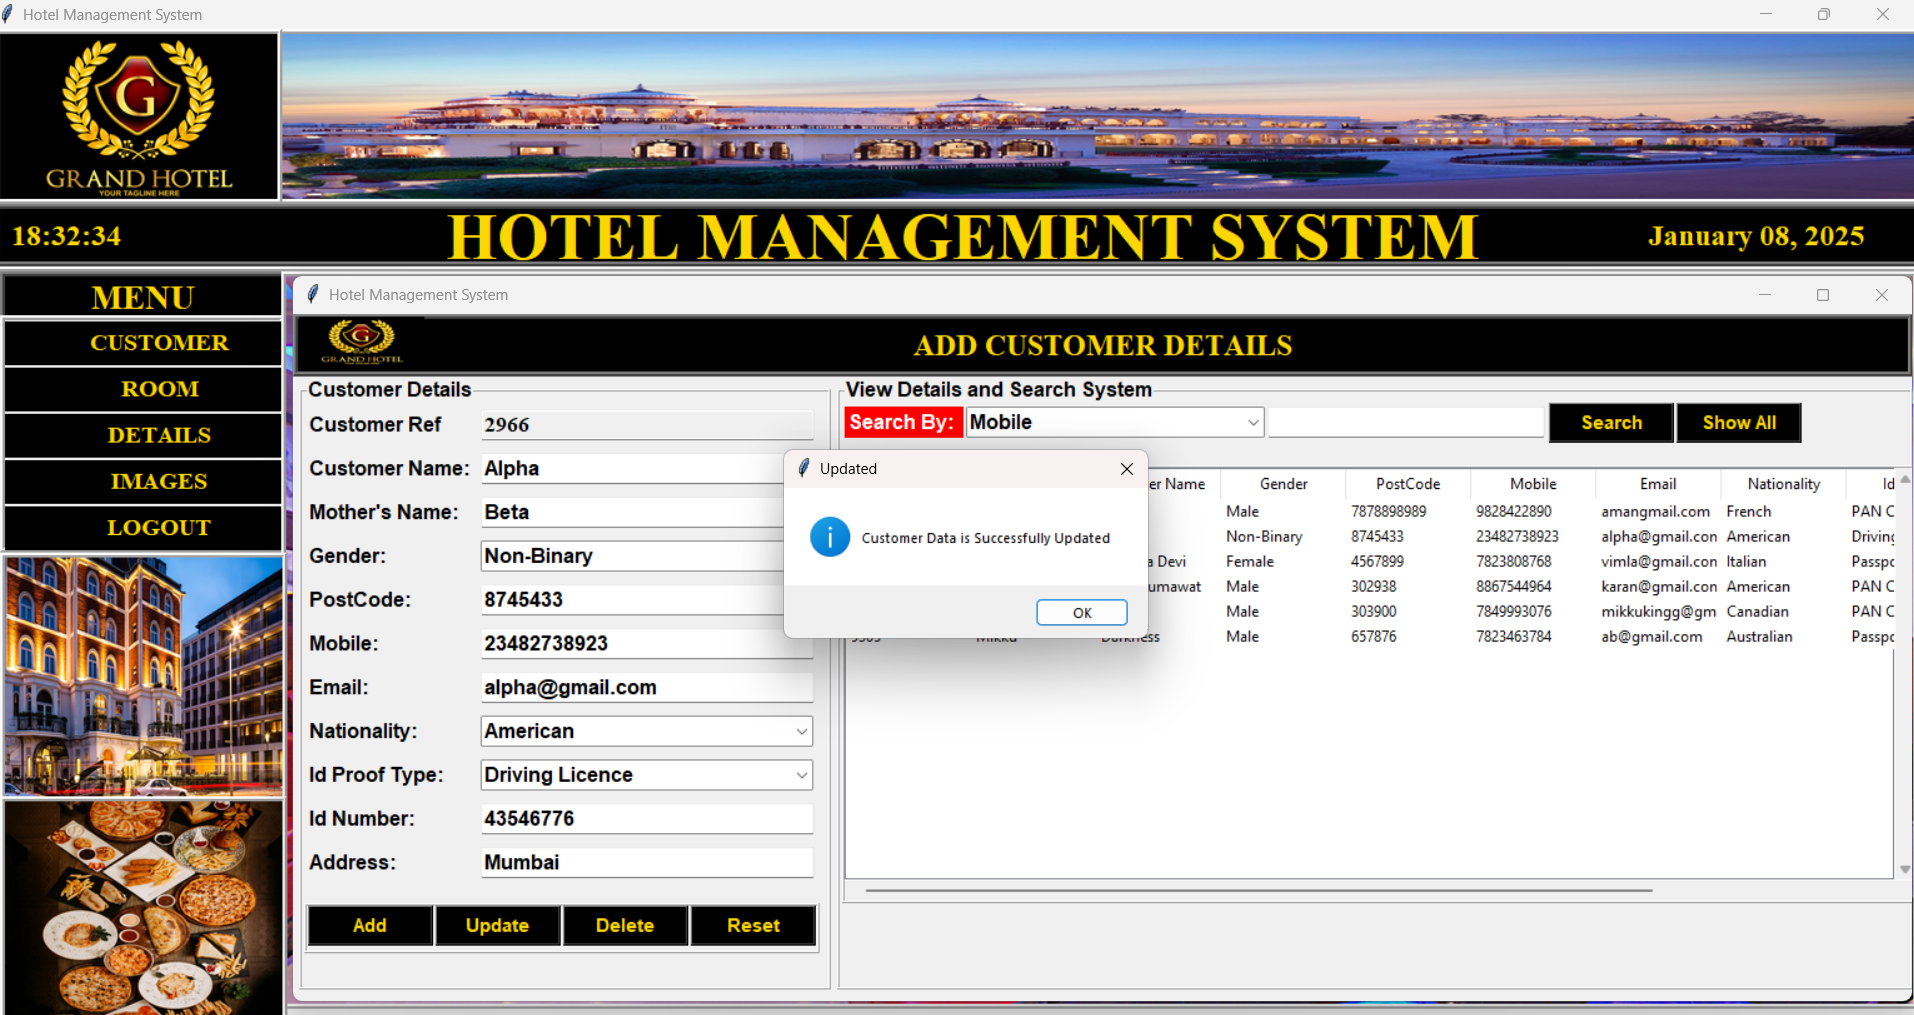 Hotel Management System
G
GRAND HOTEL
YOUR TAGLINE HERE
18:32:34
HOTEL MANAGEMENT SYSTEM
January 08, 2025
MENU
CUSTOMER
ROOM
DETAILS
IMAGES
LOGOUT
Hotel Management System
G
GRAND HOTEL
ADD CUSTOMER DETAILS
Customer Details
Customer Ref 2966
Customer Name: Alpha
Mother's Name: Beta
Gender: Non-Binary
PostCode: 8745433
Mobile: 23482738923
Email: alpha@gmail.com
Nationality: American
Id Proof Type: Driving Licence
Id Number: 43546776
Address: Mumbai
Add Update Delete Reset
View Details and Search System
Search By: Mobile Search Show All
er Name Gender PostCode Mobile Email Nationality Id
Male 7878898989 9828422890 amangmail.com French PAN C
Non-Binary 8745433 23482738923 alpha@gmail.con American Driving
a Devi Female 4567899 7823808768 vimla@gmail.con Italian Passpo
umawat Male 302938 8867544964 karan@gmail.con American PAN C
Male 303900 7849993076 mikkukingg@gm Canadian PAN C
Mikku Darkness Male 657876 7823463784 ab@gmail.com Australian Passpo
Updated
Customer Data is Successfully Updated
OK